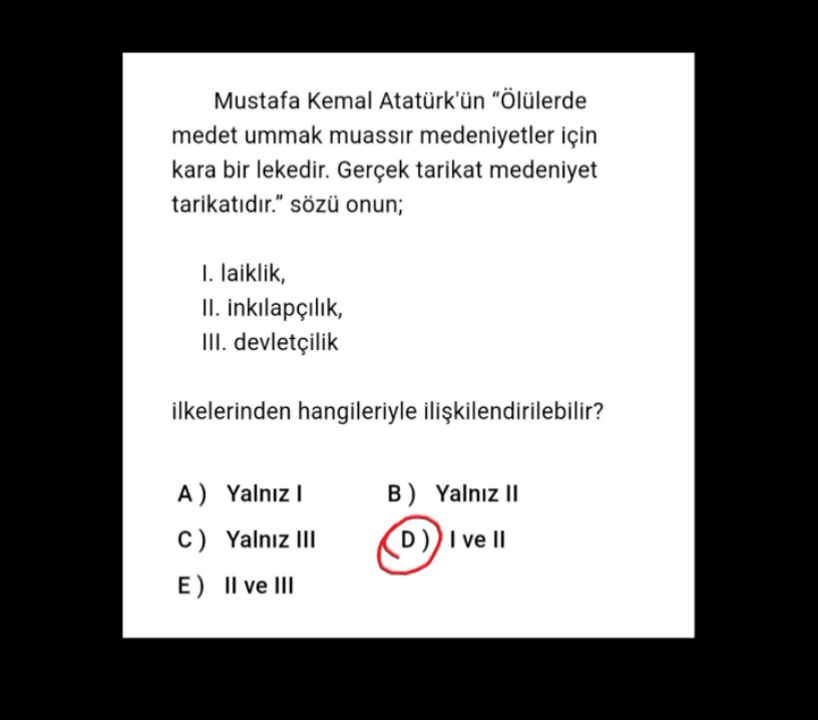 Mustafa Kemal Atatürk'ün “Ölülerde
medet ummak muassır medeniyetler için
kara bir lekedir. Gerçek tarikat medeniyet
tarikatıdır.” sözü onun;
I. laiklik,
II. inkılapçılık,
III. devletçilik
ilkelerinden hangileriyle ilişkilendirilebilir?
A) Yalnız I B) Yalnız II
C) Yalnız III D) I ve II
E) II ve III